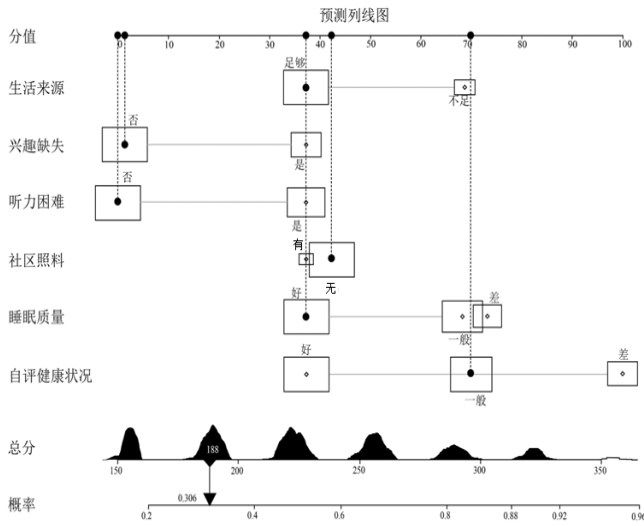 预测列线图
分值 0 10 20 30 40 50 60 70 80 90 100
生活来源 足够 不足
兴趣缺失 否 是
听力困难 否 是
社区照料 有 无
睡眠质量 好 一般 差
自评健康状况 好 一般 差
总分 188
150 200 250 300 350
概率 0.306
0.2 0.4 0.6 0.8 0.88 0.92 0.96